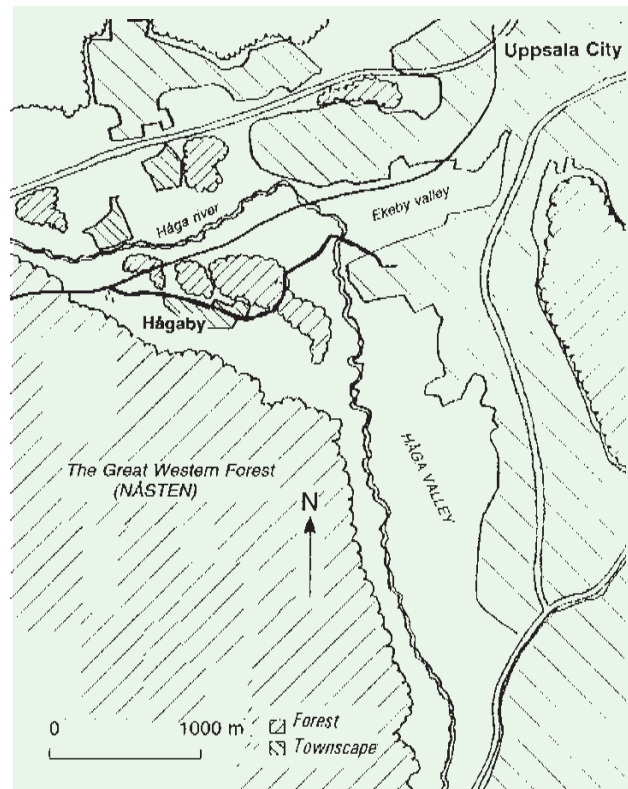 Uppsala City
Håga river
Ekeby valley
Hågaby
HÅGA VALLEY
The Great Western Forest
(NÅSTEN)
N
0 1000 m
Forest
Townscape